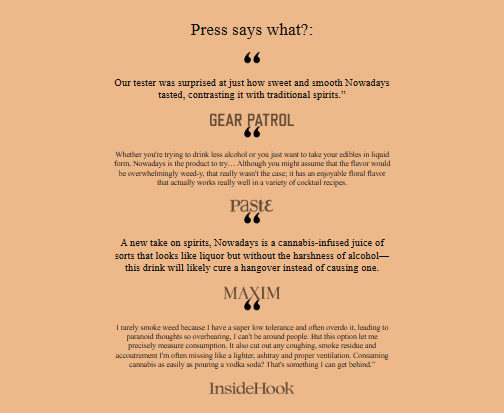 Press says what?:
“
Our tester was surprised at just how sweet and smooth Nowadays
tasted, contrasting it with traditional spirits.”
GEAR PATROL
“
Whether you're trying to drink less alcohol or you just want to take your edibles in liquid
form, Nowadays is the product to try… Although you might assume that the flavor would
be overwhelmingly weed-y, that really wasn't the case; it has an enjoyable floral flavor
that actually works really well in a variety of cocktail recipes.
Paste
“
A new take on spirits, Nowadays is a cannabis-infused juice of
sorts that looks like liquor but without the harshness of alcohol—
this drink will likely cure a hangover instead of causing one.
MAXIM
“
I rarely smoke weed because I have a super low tolerance and often overdo it, leading to
paranoid thoughts so overbearing, I can't be around people. But this option let me
precisely measure consumption. It also cut out any coughing, smoke residue and
accoutrement I'm often missing like a lighter, ashtray and proper ventilation. Consuming
cannabis as easily as pouring a vodka soda? That's something I can get behind.”
InsideHook